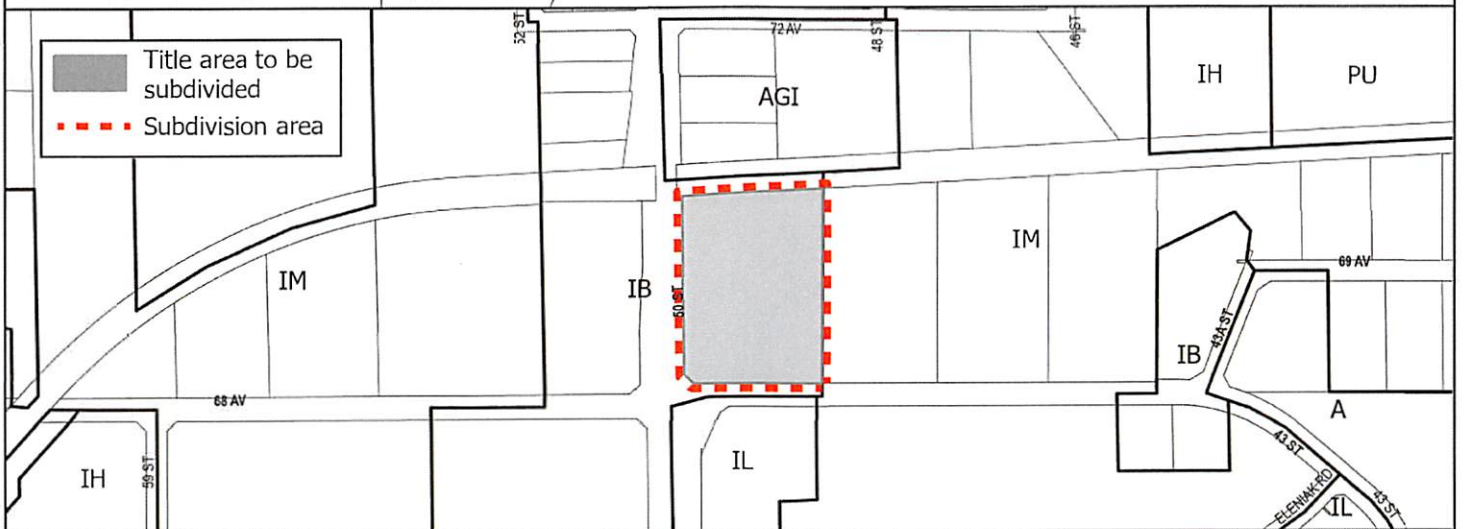 52 ST
72 AV
48 ST
46 ST
Title area to be
subdivided
Subdivision area
AGI
IH
PU
IM
IB
50 ST
IM
69 AV
43A ST
IB
68 AV
A
IH
59 ST
IL
43 ST
ELENIAK RD
43 ST
IL